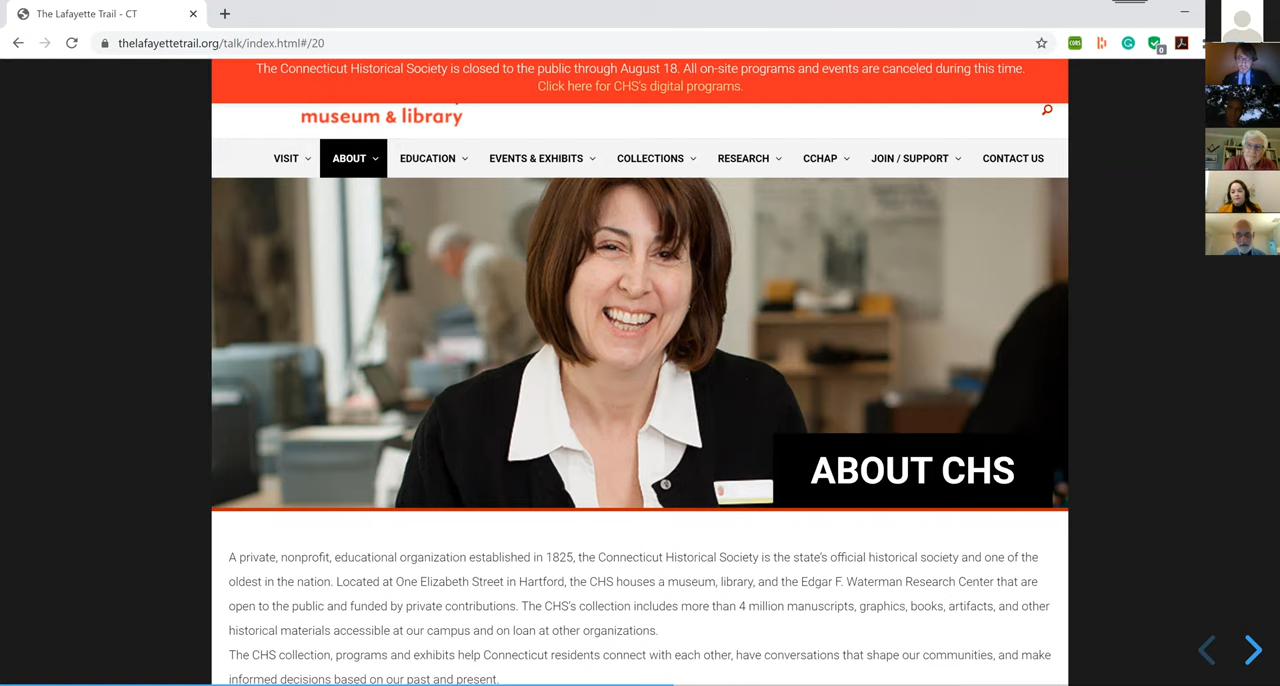 The Lafayette Trail - CT
thelafayettetrail.org/talk/index.html#/20
CORS
0
The Connecticut Historical Society is closed to the public through August 18. All on-site programs and events are canceled during this time.
Click here for CHS's digital programs.
museum & library
VISIT ABOUT EDUCATION EVENTS & EXHIBITS COLLECTIONS RESEARCH CCHAP JOIN / SUPPORT CONTACT US
ABOUT CHS
A private, nonprofit, educational organization established in 1825, the Connecticut Historical Society is the state's official historical society and one of the
oldest in the nation. Located at One Elizabeth Street in Hartford, the CHS houses a museum, library, and the Edgar F. Waterman Research Center that are
open to the public and funded by private contributions. The CHS's collection includes more than 4 million manuscripts, graphics, books, artifacts, and other
historical materials accessible at our campus and on loan at other organizations.
The CHS collection, programs and exhibits help Connecticut residents connect with each other, have conversations that shape our communities, and make
informed decisions based on our past and present.